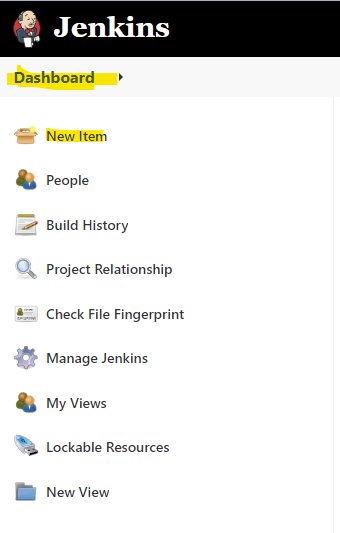 Jenkins
Dashboard
New Item
People
Build History
Project Relationship
Check File Fingerprint
Manage Jenkins
My Views
Lockable Resources
New View